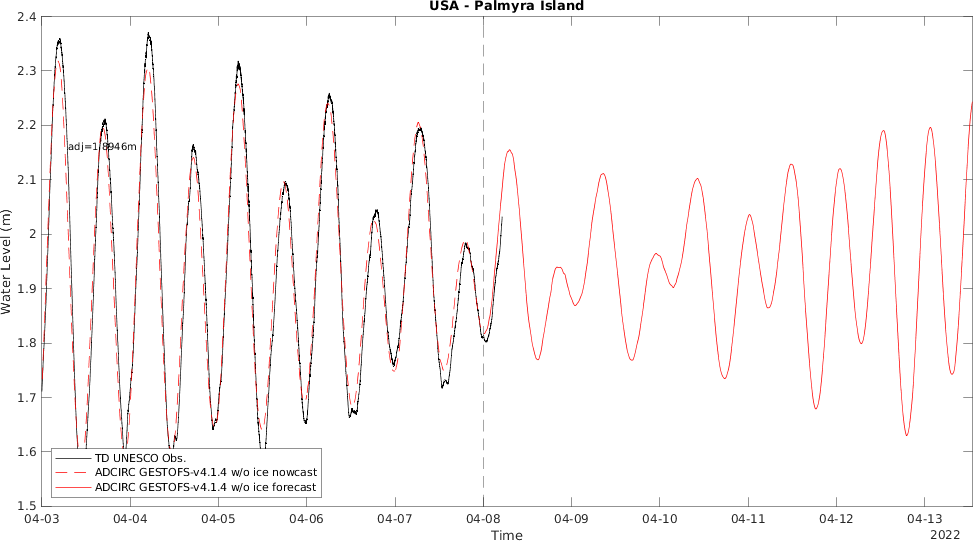 USA - Palmyra Island
2.4
2.3
2.2
2.1
2
1.9
1.8
1.7
1.6
1.5
Water Level (m)
adj=1.8946m
TD UNESCO Obs.
ADCIRC GESTOFS-v4.1.4 w/o ice nowcast
ADCIRC GESTOFS-v4.1.4 w/o ice forecast
04-03 04-04 04-05 04-06 04-07 04-08 04-09 04-10 04-11 04-12 04-13
Time
2022